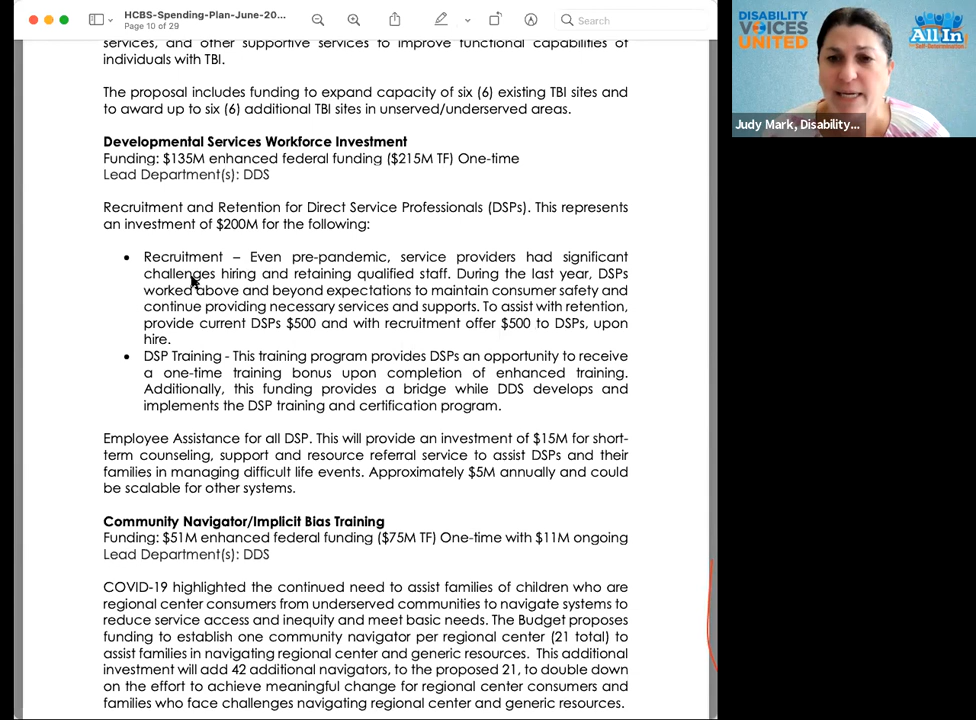 HCBS-Spending-Plan-June-20...
Page 10 of 29
Search
services, and other supportive services to improve functional capabilities of
individuals with TBI.
The proposal includes funding to expand capacity of six (6) existing TBI sites and
to award up to six (6) additional TBI sites in unserved/underserved areas.
Developmental Services Workforce Investment
Funding: $135M enhanced federal funding ($215M TF) One-time
Lead Department(s): DDS
Recruitment and Retention for Direct Service Professionals (DSPs). This represents
an investment of $200M for the following:
• Recruitment – Even pre-pandemic, service providers had significant
challenges hiring and retaining qualified staff. During the last year, DSPs
worked above and beyond expectations to maintain consumer safety and
continue providing necessary services and supports. To assist with retention,
provide current DSPs $500 and with recruitment offer $500 to DSPs, upon
hire.
• DSP Training - This training program provides DSPs an opportunity to receive
a one-time training bonus upon completion of enhanced training.
Additionally, this funding provides a bridge while DDS develops and
implements the DSP training and certification program.
Employee Assistance for all DSP. This will provide an investment of $15M for short-
term counseling, support and resource referral service to assist DSPs and their
families in managing difficult life events. Approximately $5M annually and could
be scalable for other systems.
Community Navigator/Implicit Bias Training
Funding: $51M enhanced federal funding ($75M TF) One-time with $11M ongoing
Lead Department(s): DDS
COVID-19 highlighted the continued need to assist families of children who are
regional center consumers from underserved communities to navigate systems to
reduce service access and inequity and meet basic needs. The Budget proposes
funding to establish one community navigator per regional center (21 total) to
assist families in navigating regional center and generic resources. This additional
investment will add 42 additional navigators, to the proposed 21, to double down
on the effort to achieve meaningful change for regional center consumers and
families who face challenges navigating regional center and generic resources.
DISABILITY
VOICES
UNITED
All In
for Self-Determination
Judy Mark, Disability...